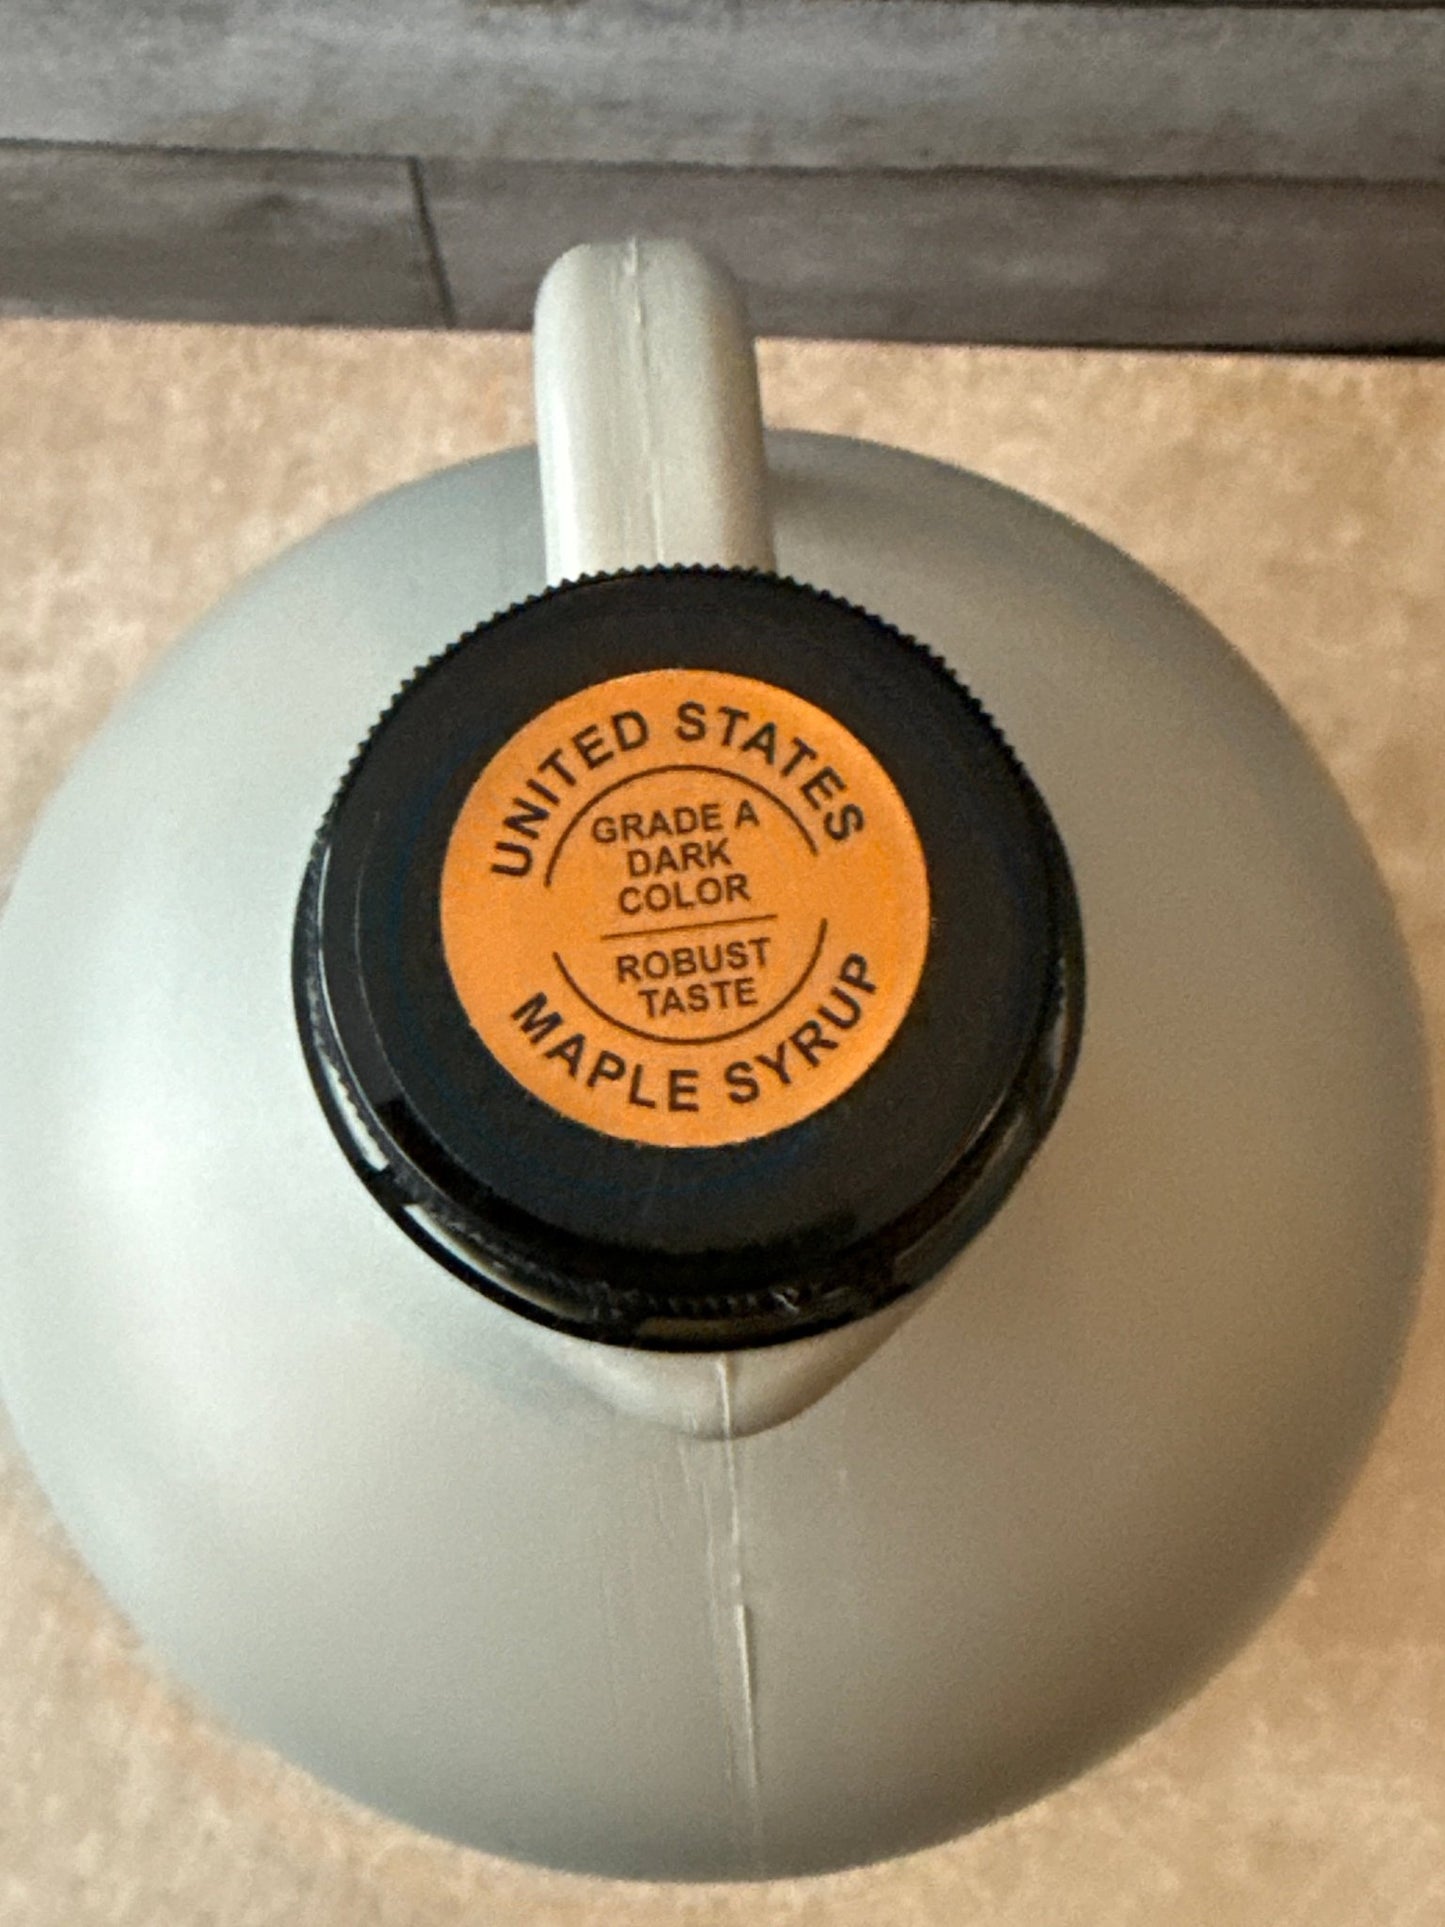 UNITED STATES
GRADE A
DARK
COLOR
ROBUST
TASTE
MAPLE SYRUP